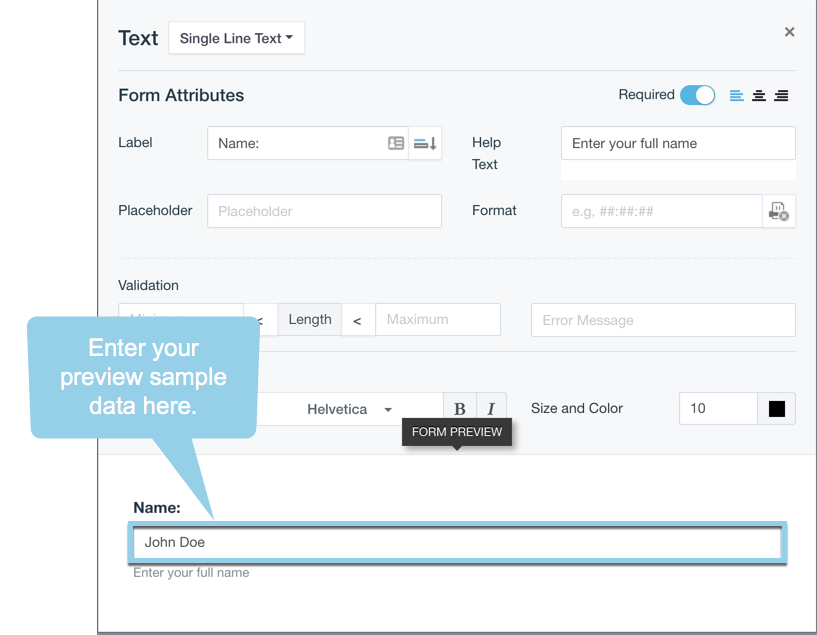 Text Single Line Text
×
Form Attributes
Required
Label Name:
Help Text Enter your full name
Placeholder Placeholder
Format e.g, ##:##:##
Validation
< Length < Maximum Error Message
Enter your
preview sample
data here.
Helvetica B I Size and Color 10
FORM PREVIEW
Name:
John Doe
Enter your full name